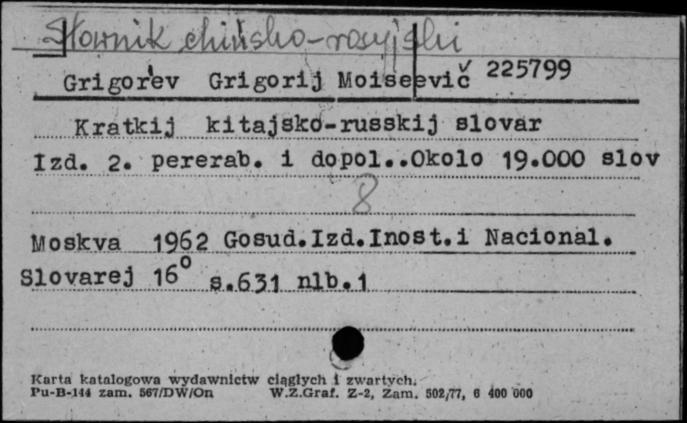 Słownik chińsko-rosyjski
Grigor'ev Grigorij Moiseevič 225799
Kratkij kitajsko-russkij slovar
Izd. 2. pererab. i dopol..Okolo 19.000 slov
8
Moskva 1962 Gosud.Izd.Inost.i Nacional.
Slovarej 16° s.631 nlb.1
Karta katalogowa wydawnictw ciągłych i zwartych.
Pu-B-144 zam. 567/DW/On W.Z.Graf. Z-2, Zam. 502/77, 6 400 000